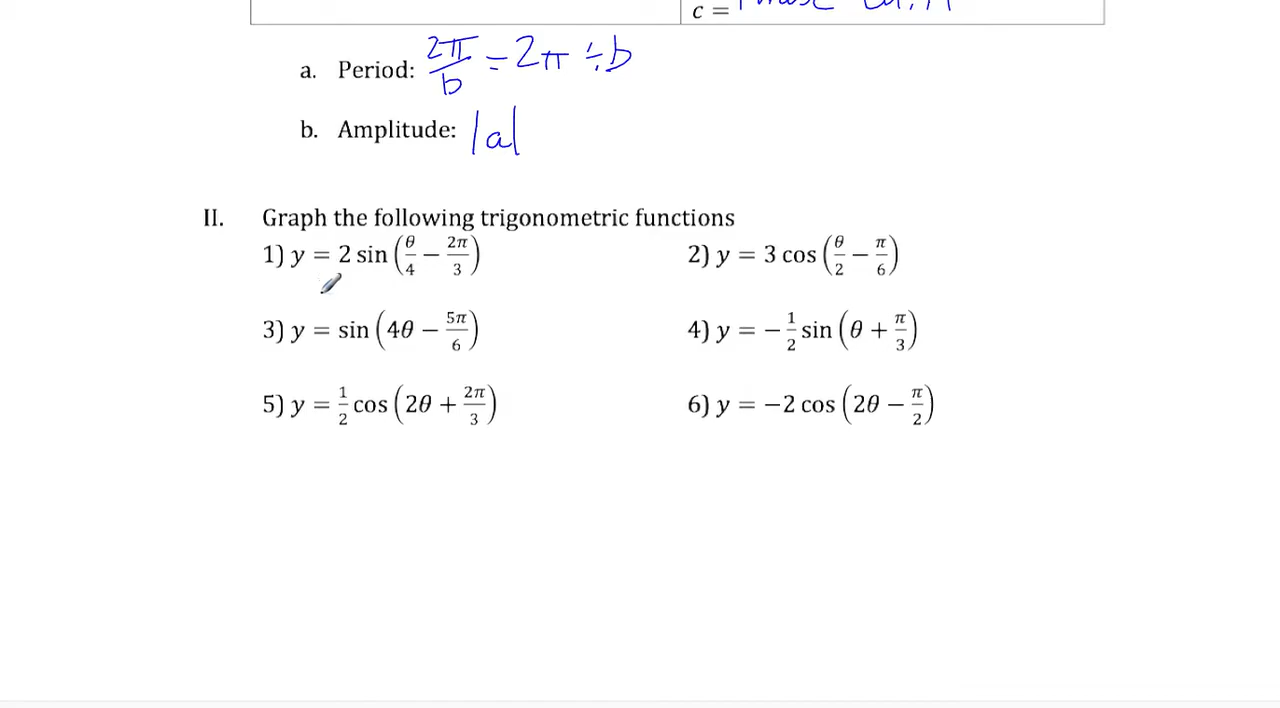 c =
a. Period: 2π/b = 2π ÷ b
b. Amplitude: |a|
II. Graph the following trigonometric functions
1) y = 2 sin(θ/4 − 2π/3)
2) y = 3 cos(θ/2 − π/6)
3) y = sin(4θ − 5π/6)
4) y = −1/2 sin(θ + π/3)
5) y = 1/2 cos(2θ + 2π/3)
6) y = −2 cos(2θ − π/2)